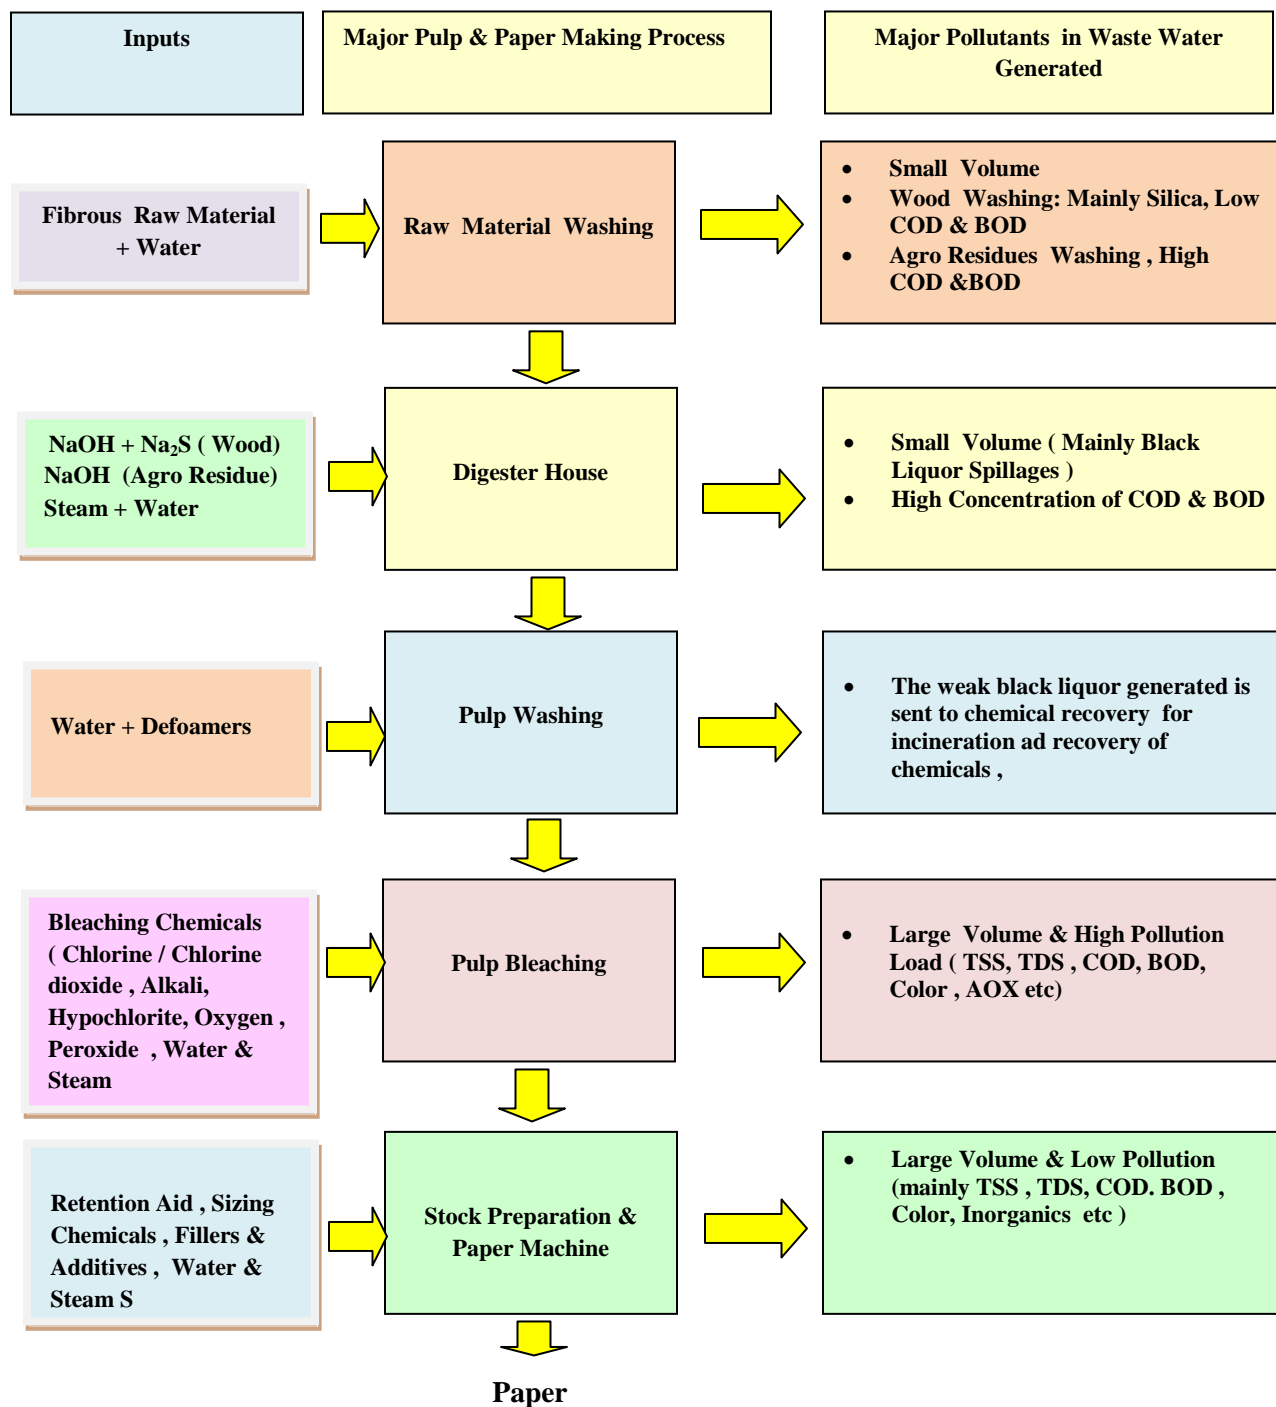 Inputs
Major Pulp & Paper Making Process
Major Pollutants in Waste Water
Generated
Fibrous Raw Material
+ Water
Raw Material Washing
• Small Volume
• Wood Washing: Mainly Silica, Low
COD & BOD
• Agro Residues Washing , High
COD &BOD
NaOH + Na₂S ( Wood)
NaOH (Agro Residue)
Steam + Water
Digester House
• Small Volume ( Mainly Black
Liquor Spillages )
• High Concentration of COD & BOD
Water + Defoamers
Pulp Washing
• The weak black liquor generated is
sent to chemical recovery for
incineration ad recovery of
chemicals ,
Bleaching Chemicals
( Chlorine / Chlorine
dioxide , Alkali,
Hypochlorite, Oxygen ,
Peroxide , Water &
Steam
Pulp Bleaching
• Large Volume & High Pollution
Load ( TSS, TDS , COD, BOD,
Color , AOX etc)
Retention Aid , Sizing
Chemicals , Fillers &
Additives , Water &
Steam S
Stock Preparation &
Paper Machine
• Large Volume & Low Pollution
(mainly TSS , TDS, COD. BOD ,
Color, Inorganics etc )
Paper